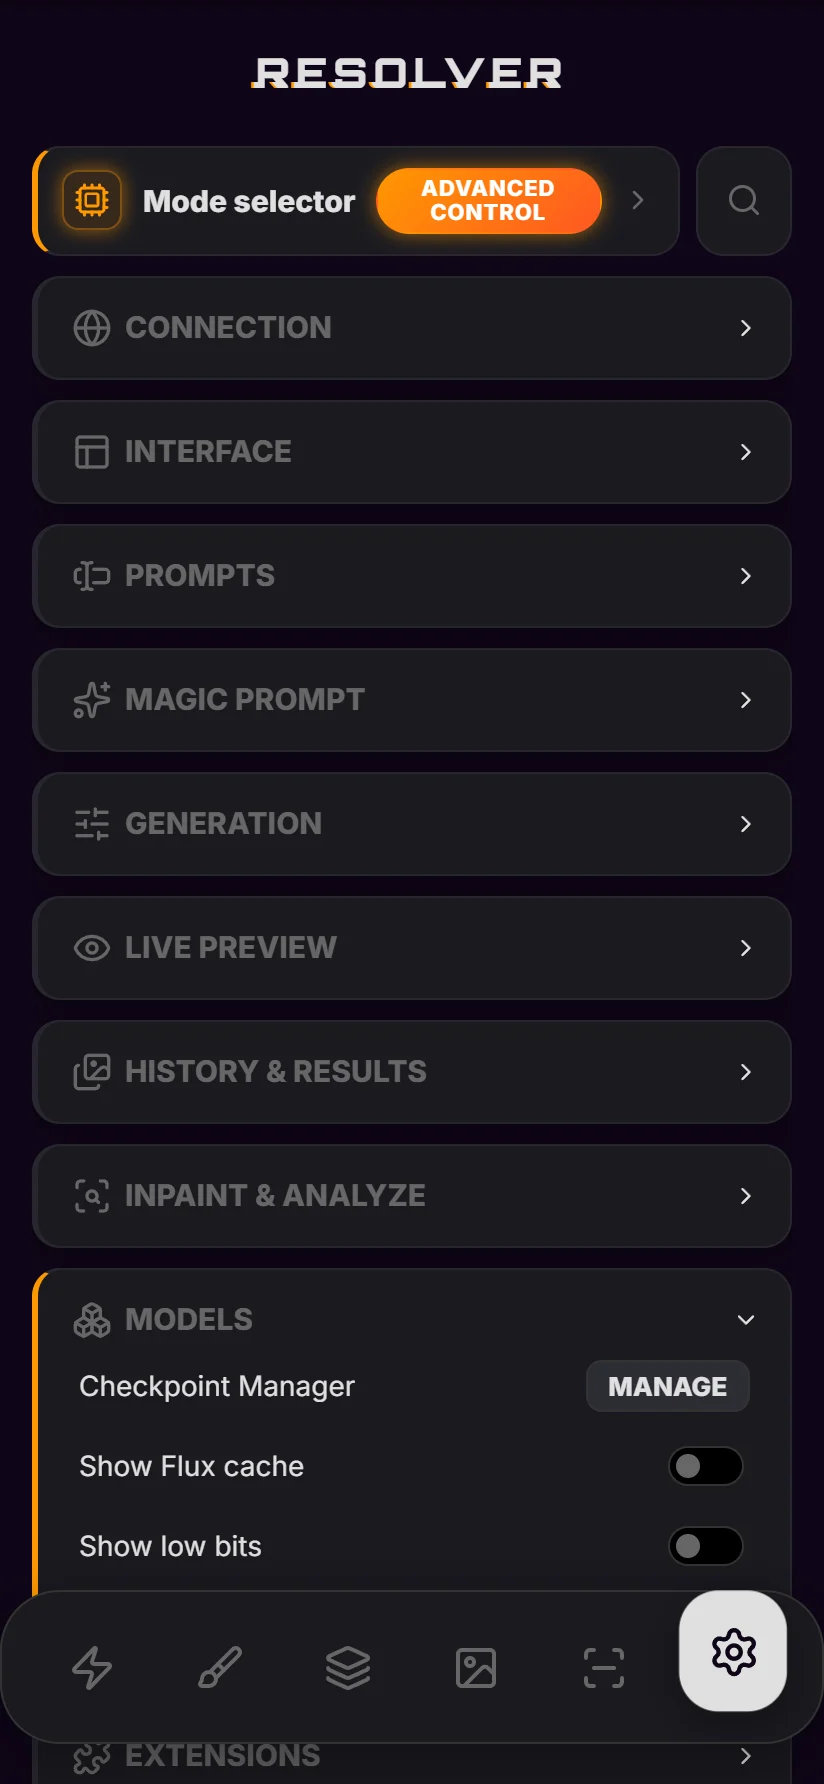 RESOLVER
Mode selector
ADVANCED
CONTROL
CONNECTION
INTERFACE
PROMPTS
MAGIC PROMPT
GENERATION
LIVE PREVIEW
HISTORY & RESULTS
INPAINT & ANALYZE
MODELS
Checkpoint Manager
MANAGE
Show Flux cache
Show low bits
EXTENSIONS